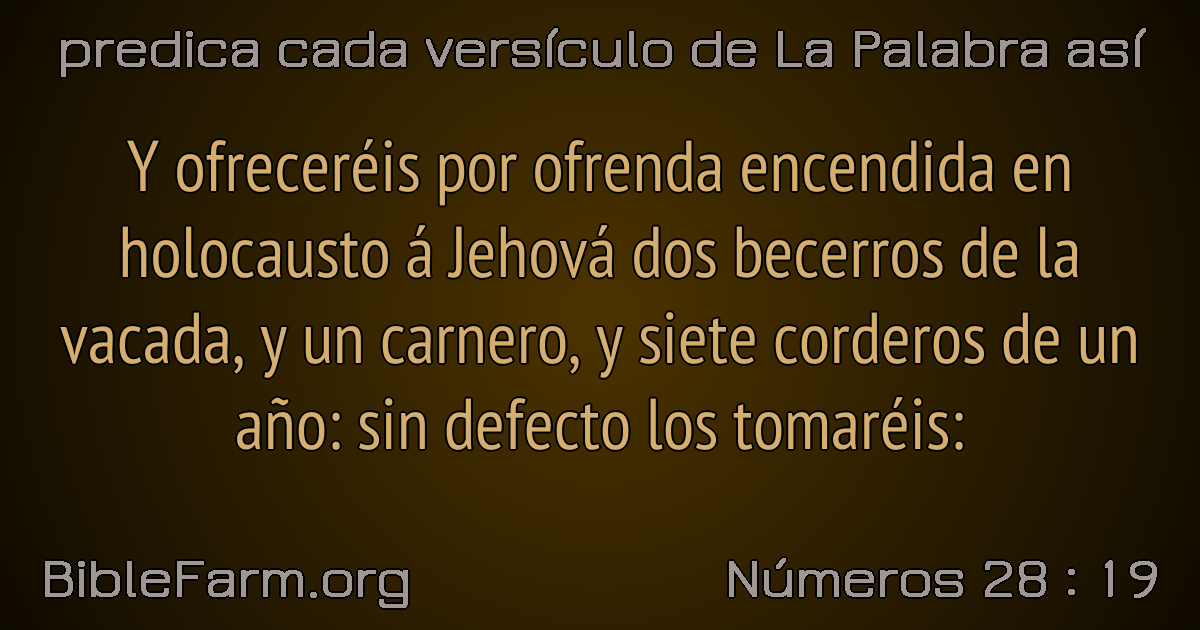 predica cada versículo de La Palabra así
Y ofreceréis por ofrenda encendida en
holocausto á Jehová dos becerros de la
vacada, y un carnero, y siete corderos de un
año: sin defecto los tomaréis:
BibleFarm.org
Números 28 : 19